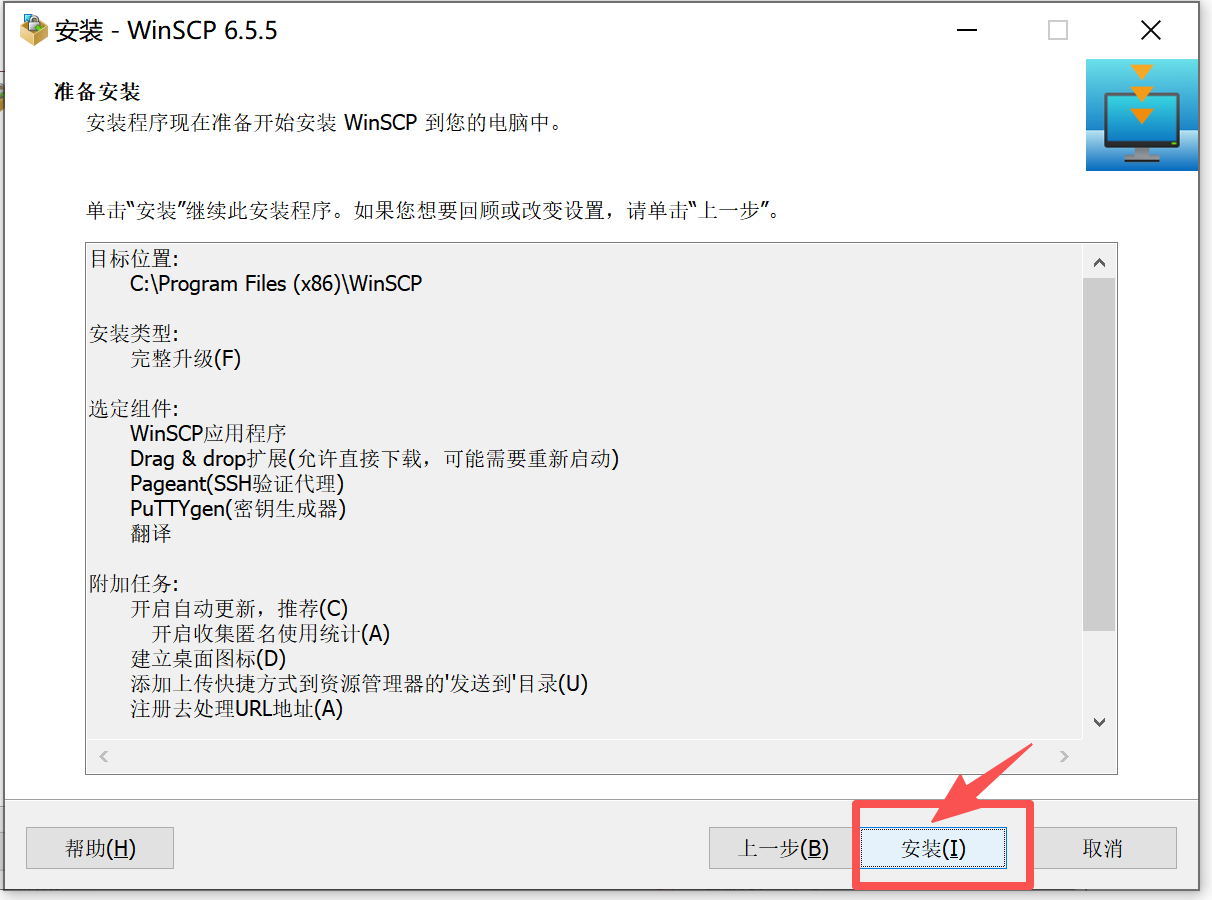 安装 - WinSCP 6.5.5
准备安装
安装程序现在准备开始安装 WinSCP 到您的电脑中。
单击“安装”继续此安装程序。如果您想要回顾或改变设置，请单击“上一步”。
目标位置:
C:\Program Files (x86)\WinSCP
安装类型:
完整升级(F)
选定组件:
WinSCP应用程序
Drag & drop扩展(允许直接下载，可能需要重新启动)
Pageant(SSH验证代理)
PuTTYgen(密钥生成器)
翻译
附加任务:
开启自动更新，推荐(C)
开启收集匿名使用统计(A)
建立桌面图标(D)
添加上传快捷方式到资源管理器的'发送到'目录(U)
注册去处理URL地址(A)
帮助(H) 上一步(B) 安装(I) 取消